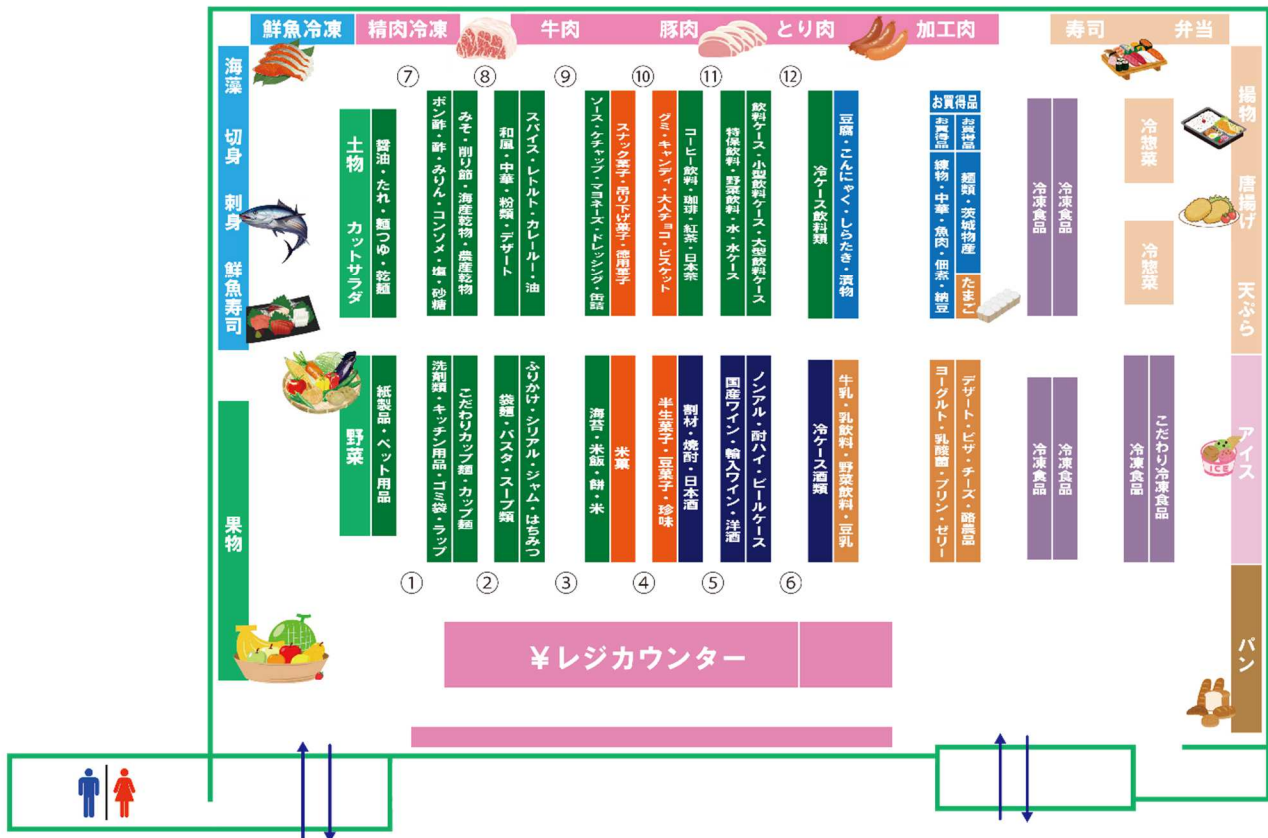 鮮魚冷凍
精肉冷凍
牛肉
豚肉
とり肉
加工肉
寿司
弁当
海藻
切身
刺身
鮮魚寿司
果物
⑦
⑧
⑨
⑩
⑪
⑫
土物
カットサラダ
醤油・たれ・麺つゆ・乾麺
ポン酢・酢・みりん・コンソメ・塩・砂糖
みそ・削り節・海産乾物・農産乾物
和風・中華・粉類・デザート
スパイス・レトルト・カレールー・油
ソース・ケチャップ・マヨネーズ・ドレッシング・缶詰
スナック菓子・吊り下げ菓子・徳用菓子
グミ・キャンディ・大人チョコ・ビスケット
コーヒー飲料・珈琲・紅茶・日本茶
特保飲料・野菜飲料・水・水ケース
飲料ケース・小型飲料ケース・大型飲料ケース
冷ケース飲料類
豆腐・こんにゃく・しらたき・漬物
お買得品
お買得品
お買得品
練物・中華・魚肉・佃煮・納豆
麺類・茨城物産
たまご
冷凍食品
冷凍食品
冷惣菜
冷惣菜
揚物
唐揚げ
天ぷら
アイス
パン
野菜
紙製品・ペット用品
洗剤類・キッチン用品・ゴミ袋・ラップ
こだわりカップ麺・カップ麺
袋麺・パスタ・スープ類
ふりかけ・シリアル・ジャム・はちみつ
海苔・米飯・餅・米
米菓
半生菓子・豆菓子・珍味
割材・焼酎・日本酒
国産ワイン・輸入ワイン・洋酒
ノンアル・酎ハイ・ビールケース
冷ケース酒類
牛乳・乳飲料・野菜飲料・豆乳
ヨーグルト・乳酸菌・プリン・ゼリー
デザート・ピザ・チーズ・酪農品
冷凍食品
冷凍食品
冷凍食品
こだわり冷凍食品
ICE
①
②
③
④
⑤
⑥
¥レジカウンター